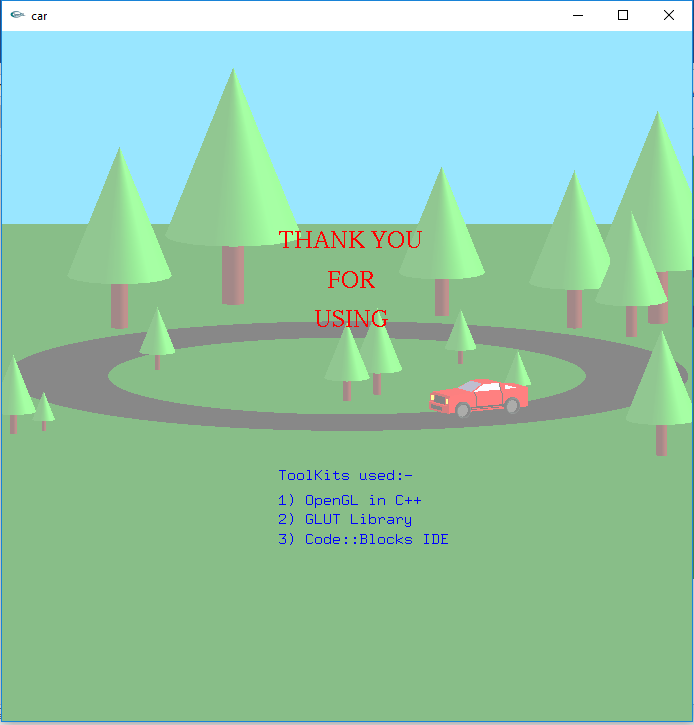 car
THANK YOU
FOR
USING
ToolKits used:-
1) OpenGL in C++
2) GLUT Library
3) Code::Blocks IDE